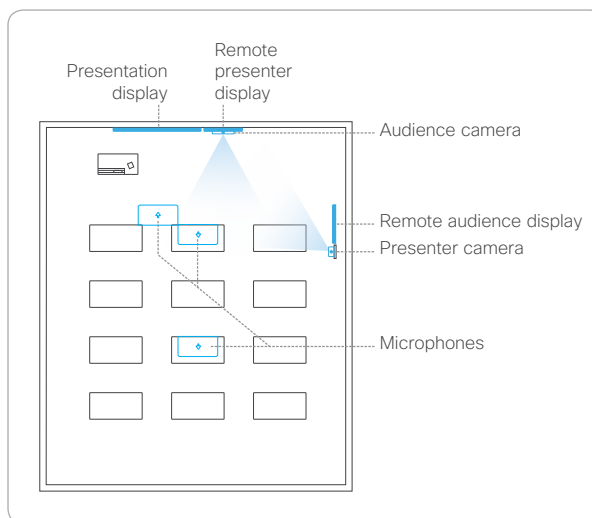 Presentation
display
Remote
presenter
display
Audience camera
Remote audience display
Presenter camera
Microphones